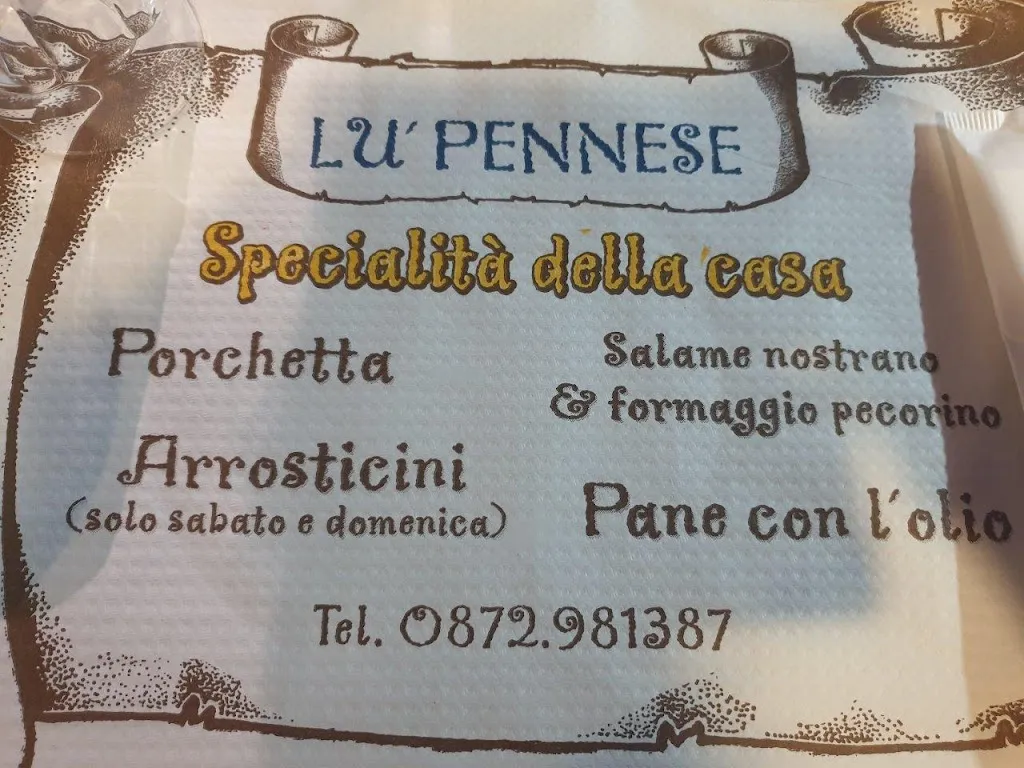 LU' PENNESE
Specialità della casa
Porchetta
Arrosticini
(solo sabato e domenica)
Salame nostrano
& formaggio pecorino
Pane con l'olio
Tel. 0872.981387